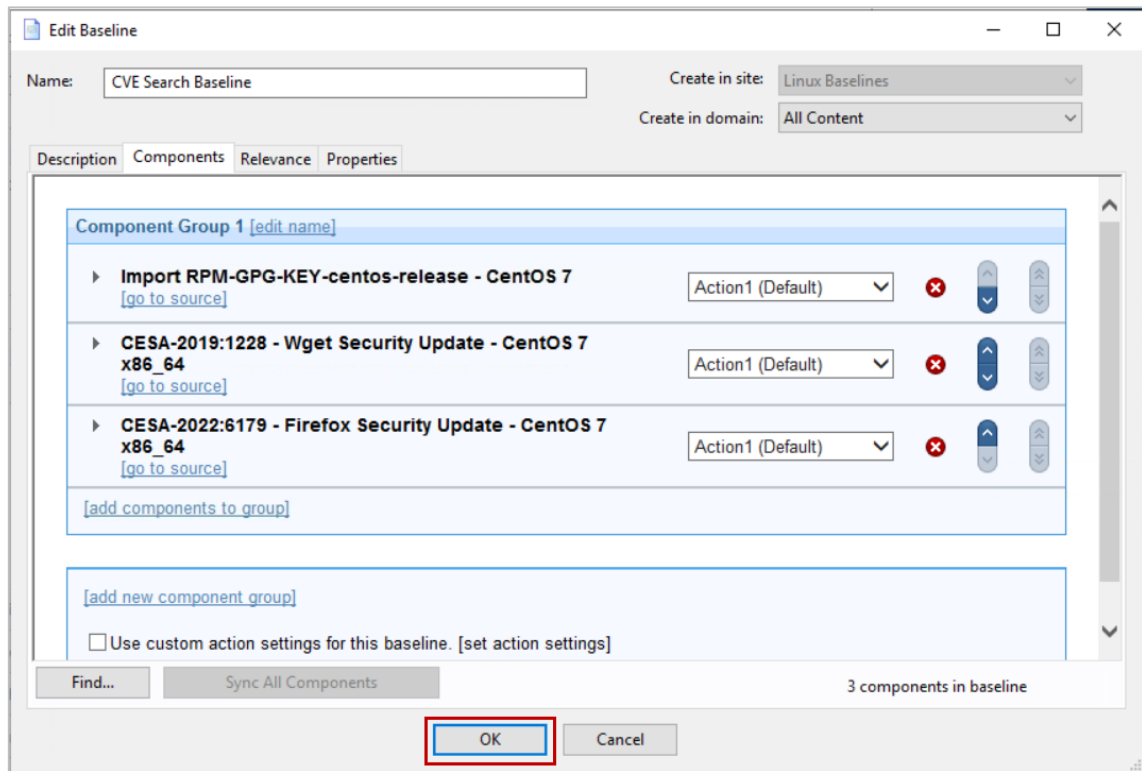 Edit Baseline
Name: CVE Search Baseline Create in site: Linux Baselines
Create in domain: All Content
Description Components Relevance Properties
Component Group 1 [edit name]
Import RPM-GPG-KEY-centos-release - CentOS 7
[go to source]
Action1 (Default)
CESA-2019:1228 - Wget Security Update - CentOS 7
x86_64
[go to source]
Action1 (Default)
CESA-2022:6179 - Firefox Security Update - CentOS 7
x86_64
[go to source]
Action1 (Default)
[add components to group]
[add new component group]
Use custom action settings for this baseline. [set action settings]
Find... Sync All Components 3 components in baseline
OK Cancel